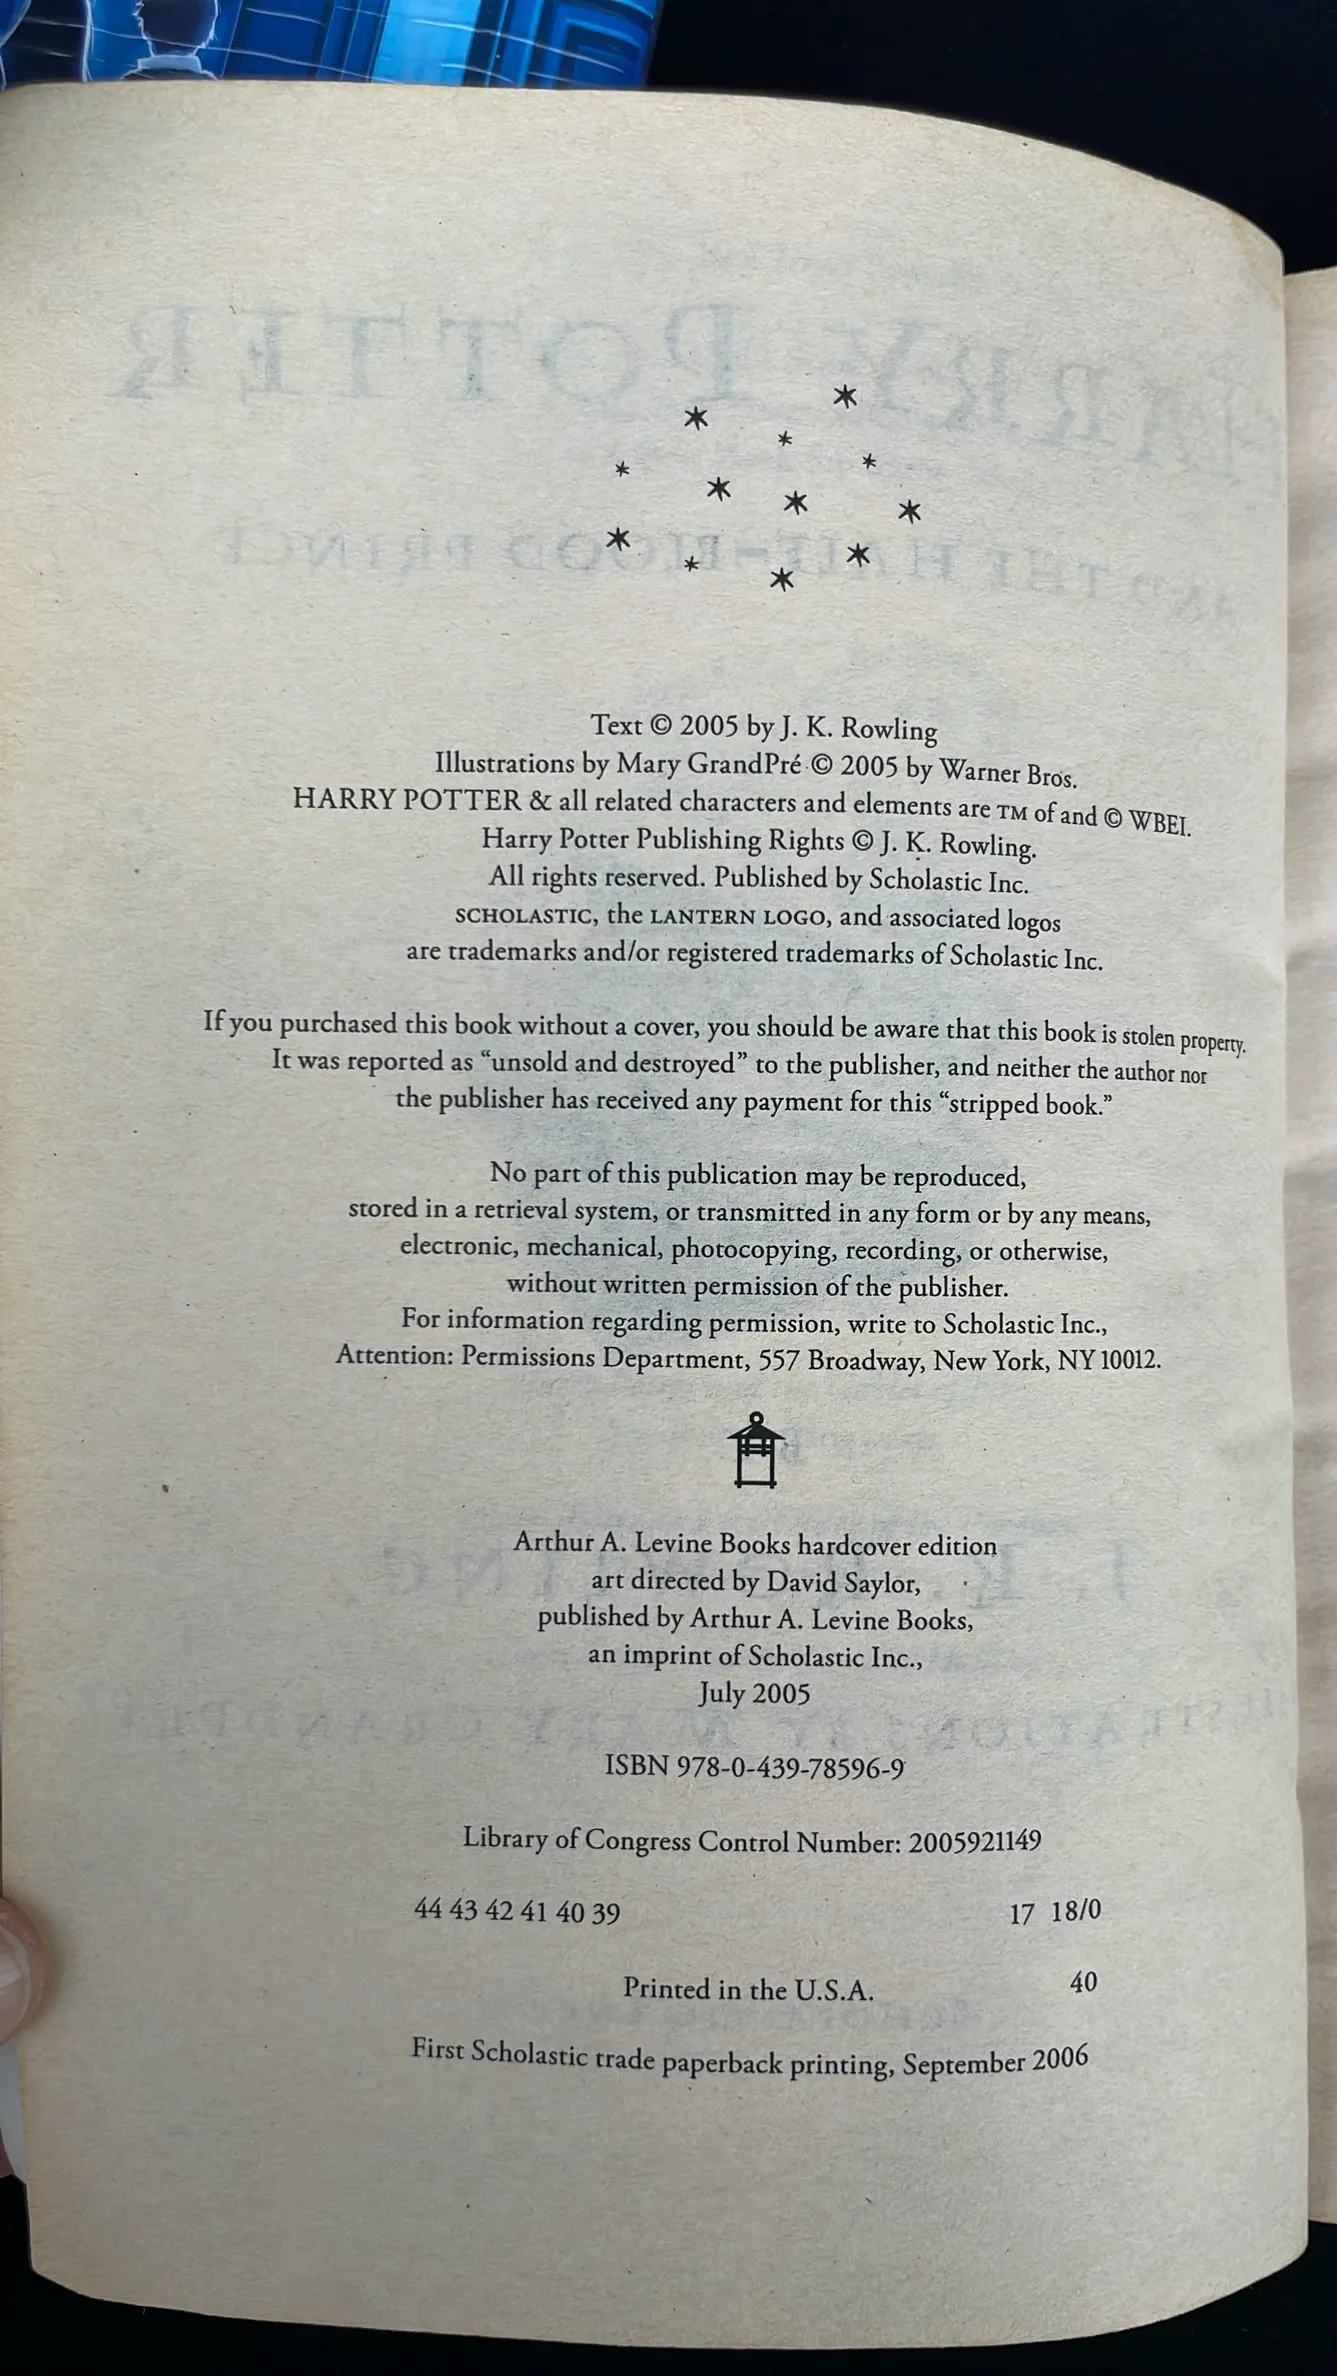 Text © 2005 by J. K. Rowling
Illustrations by Mary GrandPré © 2005 by Warner Bros.
HARRY POTTER & all related characters and elements are TM of and © WBEI.
Harry Potter Publishing Rights © J. K. Rowling.
All rights reserved. Published by Scholastic Inc.
SCHOLASTIC, the LANTERN LOGO, and associated logos
are trademarks and/or registered trademarks of Scholastic Inc.
If you purchased this book without a cover, you should be aware that this book is stolen property.
It was reported as “unsold and destroyed” to the publisher, and neither the author nor
the publisher has received any payment for this “stripped book.”
No part of this publication may be reproduced,
stored in a retrieval system, or transmitted in any form or by any means,
electronic, mechanical, photocopying, recording, or otherwise,
without written permission of the publisher.
For information regarding permission, write to Scholastic Inc.,
Attention: Permissions Department, 557 Broadway, New York, NY 10012.
Arthur A. Levine Books hardcover edition
art directed by David Saylor,
published by Arthur A. Levine Books,
an imprint of Scholastic Inc.,
July 2005
ISBN 978-0-439-78596-9
Library of Congress Control Number: 2005921149
44 43 42 41 40 39 17 18/0
Printed in the U.S.A. 40
First Scholastic trade paperback printing, September 2006